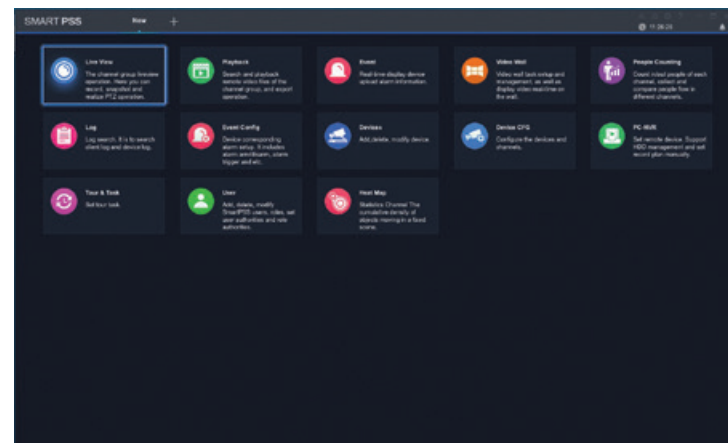 SMART PSS
New
+
11:26:25
Live View
The channel group liveview
operation. Here you can
record, snapshot and
realize PTZ operation.
Playback
Search and playback
remote video files of the
channel group, and export
operation.
Event
Real-time display device
upload alarm information.
Video Wall
Video wall task setup and
management, as well as
display video real-time on
the wall.
People Counting
Count in/out people of each
channel, collect and
compare people flow in
different channels.
Log
Log search. It is to search
client log and device log.
Event Config
Device corresponding
alarm setup. It includes
alarm send/alarm, alarm
trigger and etc.
Devices
Add, delete, modify device.
Device CFG
Configure the devices and
channels.
PC-NVR
Set remote device. Support
HDD management and set
record plan manually.
Tour & Task
Set tour task.
User
Add, delete, modify
SmartPSS users, roles, set
user authorities and role
authorities.
Heat Map
Statistics Channel The
cumulative density of
objects moving in a fixed
scene.